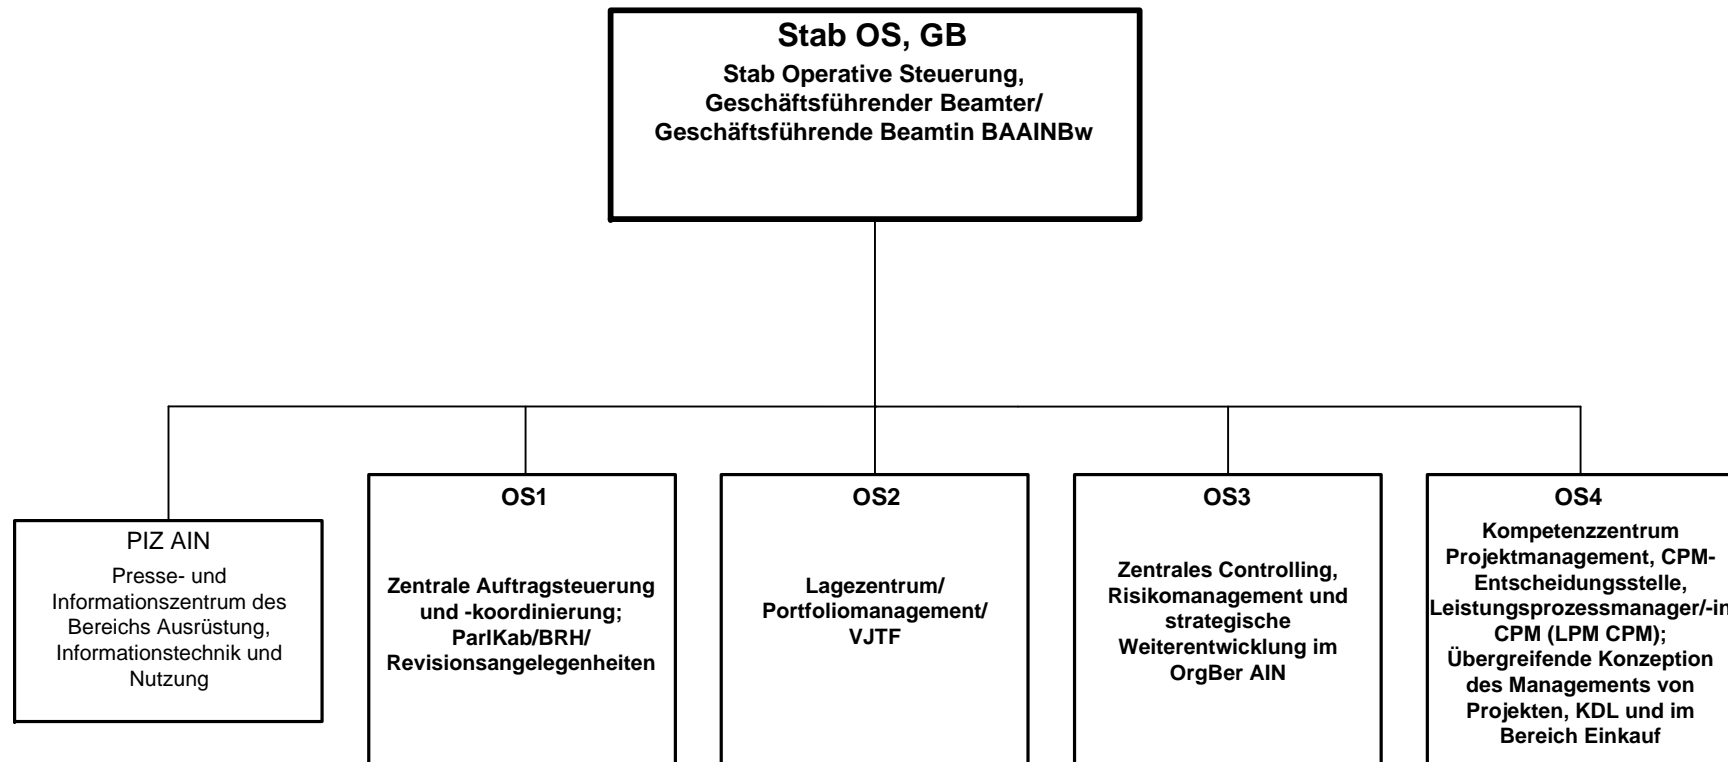 Stab OS, GB
Stab Operative Steuerung,
Geschäftsführender Beamter/
Geschäftsführende Beamtin BAAINBw
PIZ AIN
Presse- und
Informationszentrum des
Bereichs Ausrüstung,
Informationstechnik und
Nutzung
OS1
Zentrale Auftragsteuerung
und -koordinierung;
ParlKab/BRH/
Revisionsangelegenheiten
OS2
Lagezentrum/
Portfoliomanagement/
VJTF
OS3
Zentrales Controlling,
Risikomanagement und
strategische
Weiterentwicklung im
OrgBer AIN
OS4
Kompetenzzentrum
Projektmanagement, CPM-
Entscheidungsstelle,
Leistungsprozessmanager/-in
CPM (LPM CPM);
Übergreifende Konzeption
des Managements von
Projekten, KDL und im
Bereich Einkauf